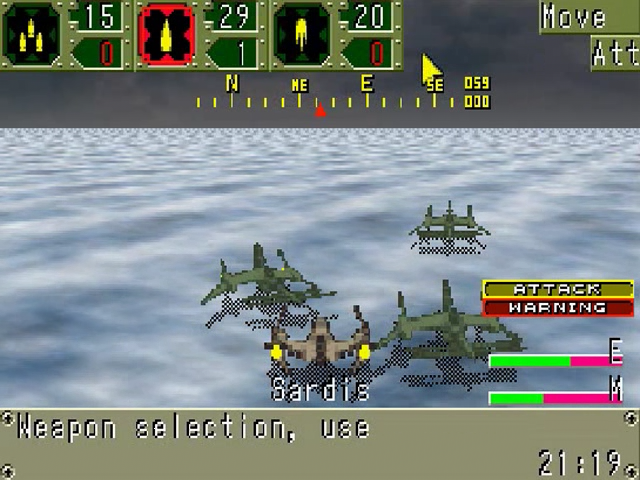 15 29 20 Move
0 1 0 Att
N NE E SE 059
000
ATTACK
WARNING
E
Sardis M
Weapon selection, use
21:19